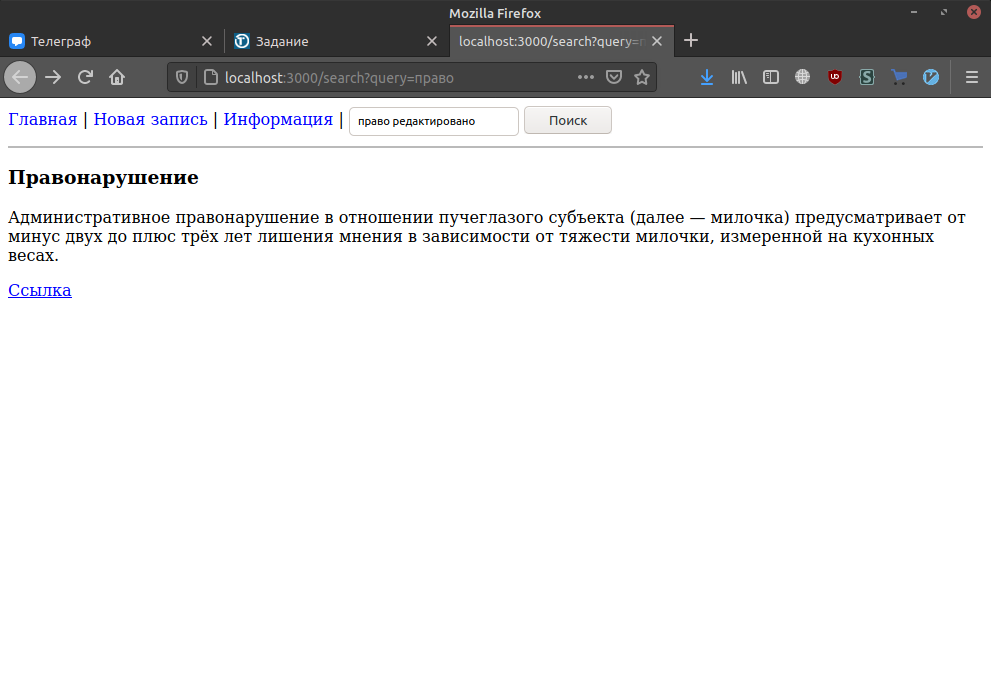 Mozilla Firefox
Телеграф
Задание
localhost:3000/search?query=п
localhost:3000/search?query=право
Главная | Новая запись | Информация | право редактировано Поиск
Правонарушение
Административное правонарушение в отношении пучеглазого субъекта (далее — милочка) предусматривает от
минус двух до плюс трёх лет лишения мнения в зависимости от тяжести милочки, измеренной на кухонных
весах.
Ссылка